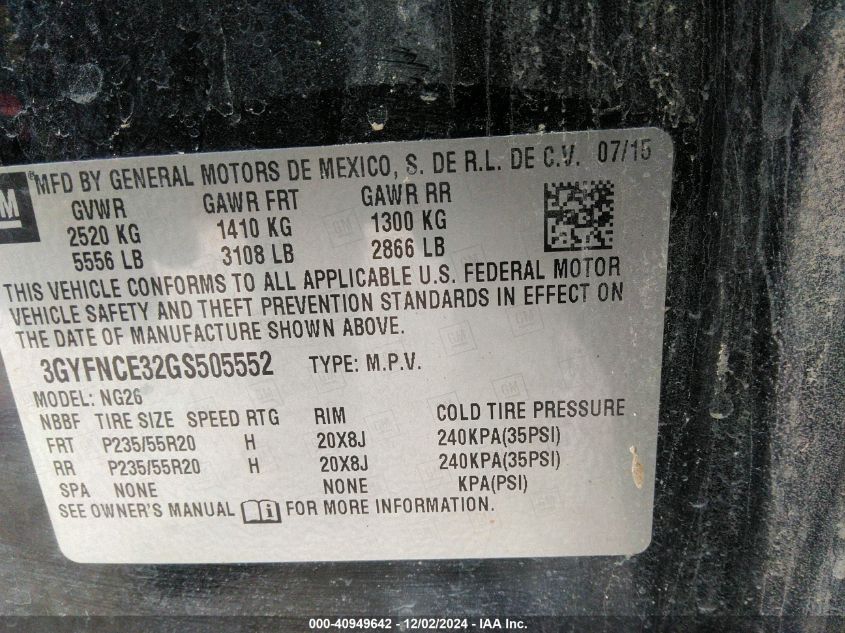 GM
®MFD BY GENERAL MOTORS DE MEXICO, S. DE R.L. DE C.V. 07/15
GVWR GAWR FRT GAWR RR
2520 KG 1410 KG 1300 KG
5556 LB 3108 LB 2866 LB
THIS VEHICLE CONFORMS TO ALL APPLICABLE U.S. FEDERAL MOTOR
VEHICLE SAFETY AND THEFT PREVENTION STANDARDS IN EFFECT ON
THE DATE OF MANUFACTURE SHOWN ABOVE.
3GYFNCE32GS505552 TYPE: M.P.V.
MODEL: NG26
NBBF TIRE SIZE SPEED RTG RIM COLD TIRE PRESSURE
FRT P235/55R20 H 20X8J 240KPA(35PSI)
RR P235/55R20 H 20X8J 240KPA(35PSI)
SPA NONE NONE KPA(PSI)
SEE OWNER'S MANUAL i FOR MORE INFORMATION.
000-40949642 - 12/02/2024 - IAA Inc.